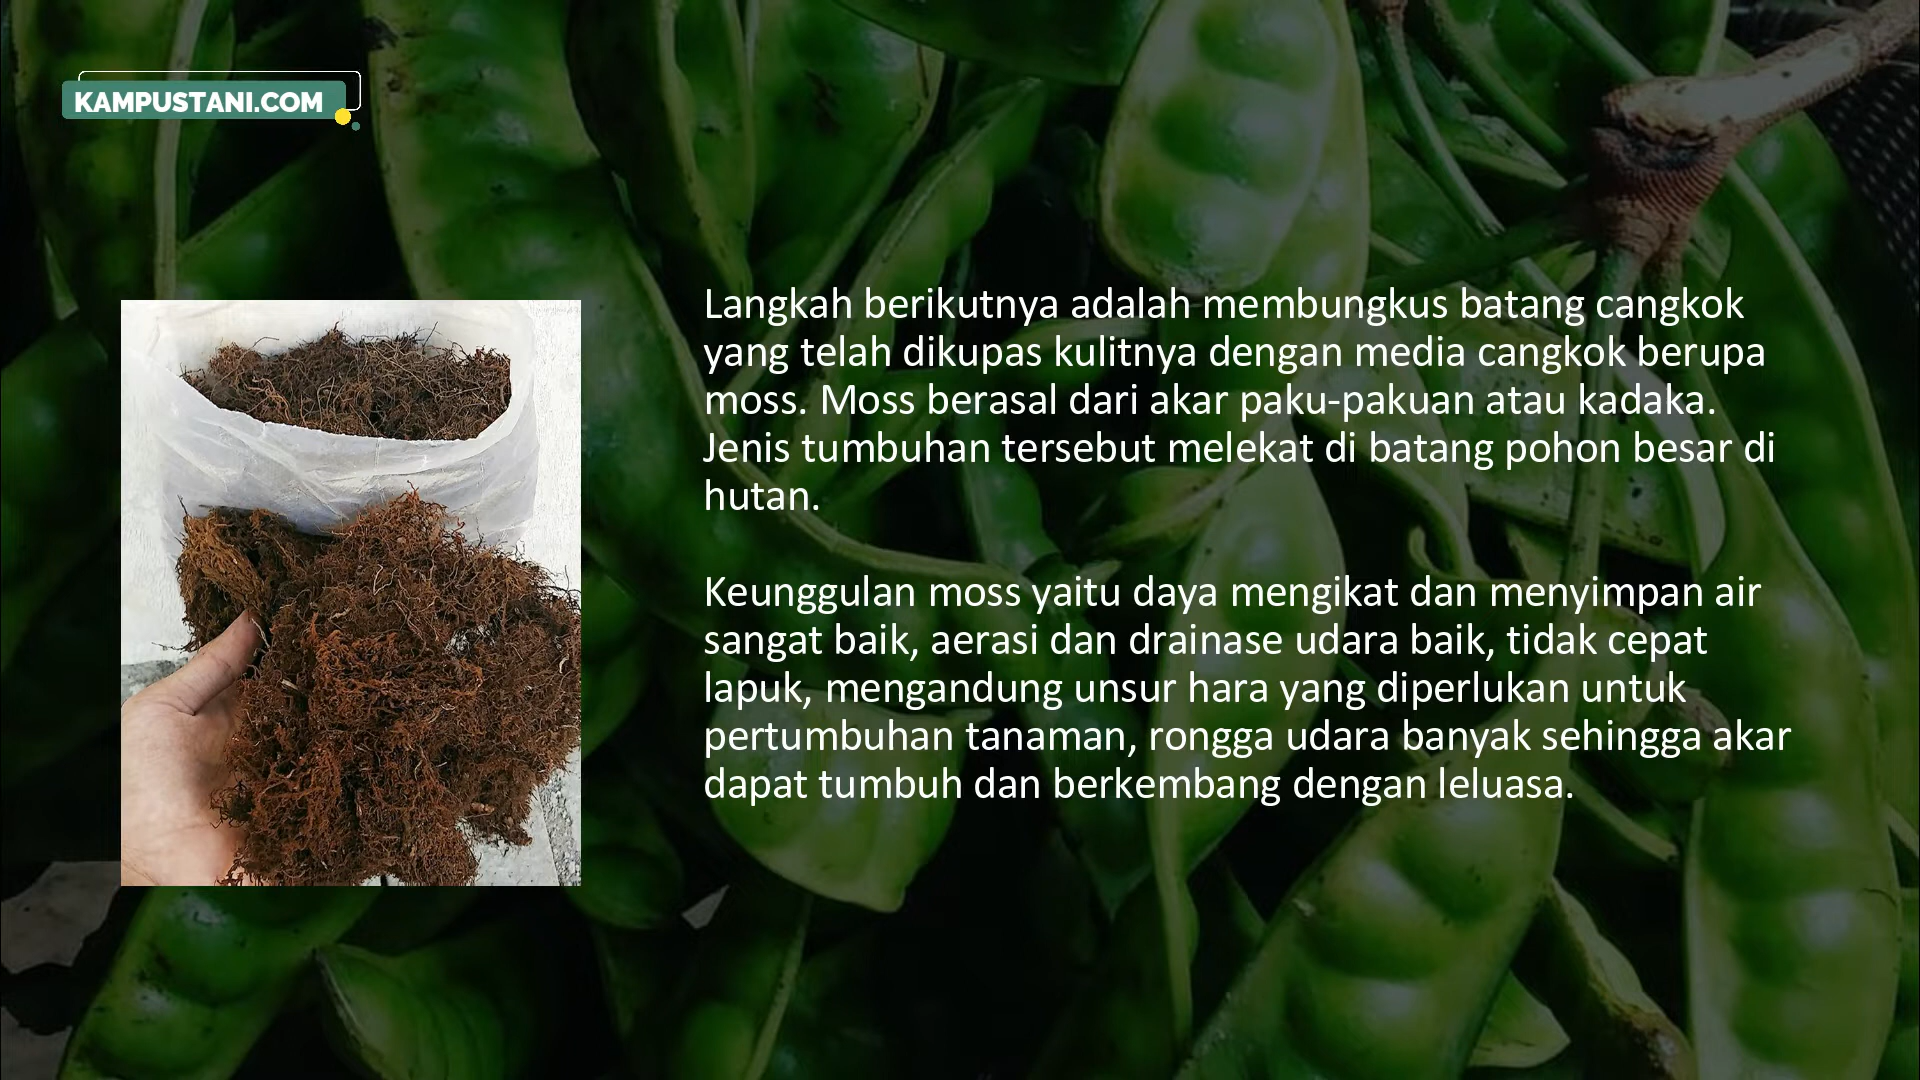 KAMPUSTANI.COM
Langkah berikutnya adalah membungkus batang cangkok
yang telah dikupas kulitnya dengan media cangkok berupa
moss. Moss berasal dari akar paku-pakuan atau kadaka.
Jenis tumbuhan tersebut melekat di batang pohon besar di
hutan.
Keunggulan moss yaitu daya mengikat dan menyimpan air
sangat baik, aerasi dan drainase udara baik, tidak cepat
lapuk, mengandung unsur hara yang diperlukan untuk
pertumbuhan tanaman, rongga udara banyak sehingga akar
dapat tumbuh dan berkembang dengan leluasa.